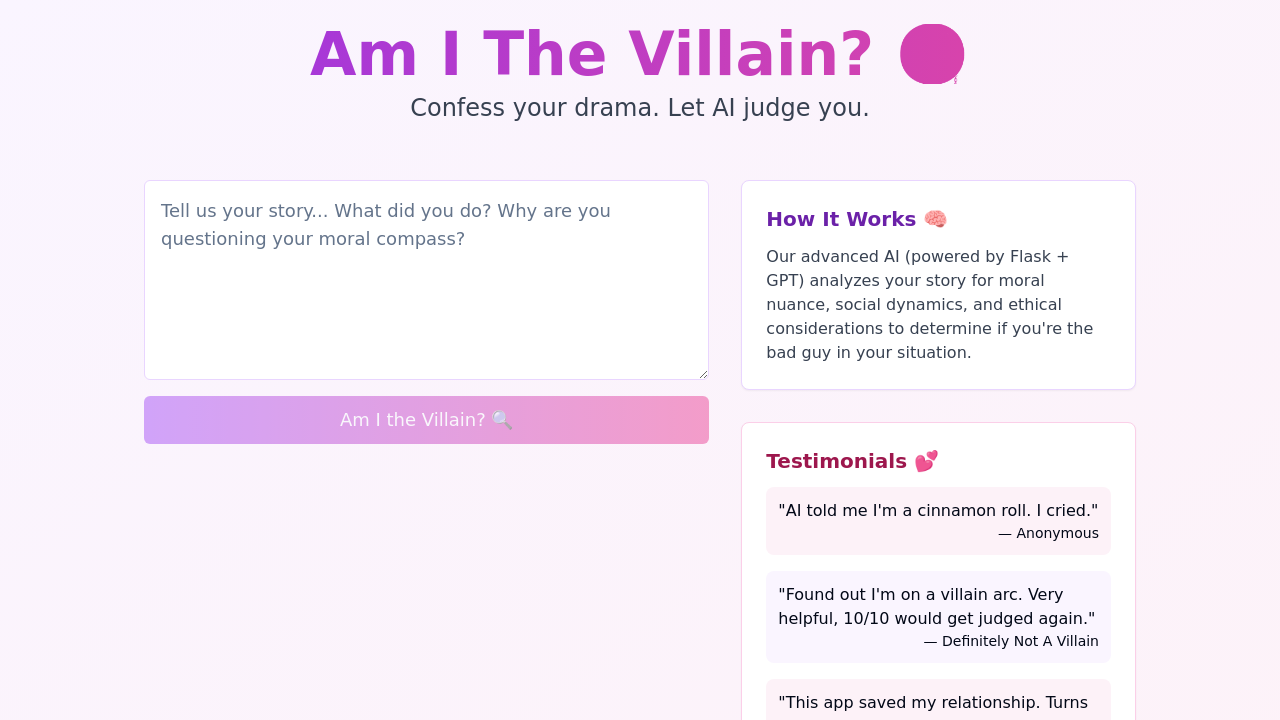 Am I The Villain?
Confess your drama. Let AI judge you.
Tell us your story... What did you do? Why are you
questioning your moral compass?
Am I the Villain? 🔍
How It Works 🧠
Our advanced AI (powered by Flask +
GPT) analyzes your story for moral
nuance, social dynamics, and ethical
considerations to determine if you're the
bad guy in your situation.
Testimonials 💕
"AI told me I'm a cinnamon roll. I cried."
— Anonymous
"Found out I'm on a villain arc. Very
helpful, 10/10 would get judged again."
— Definitely Not A Villain
"This app saved my relationship. Turns